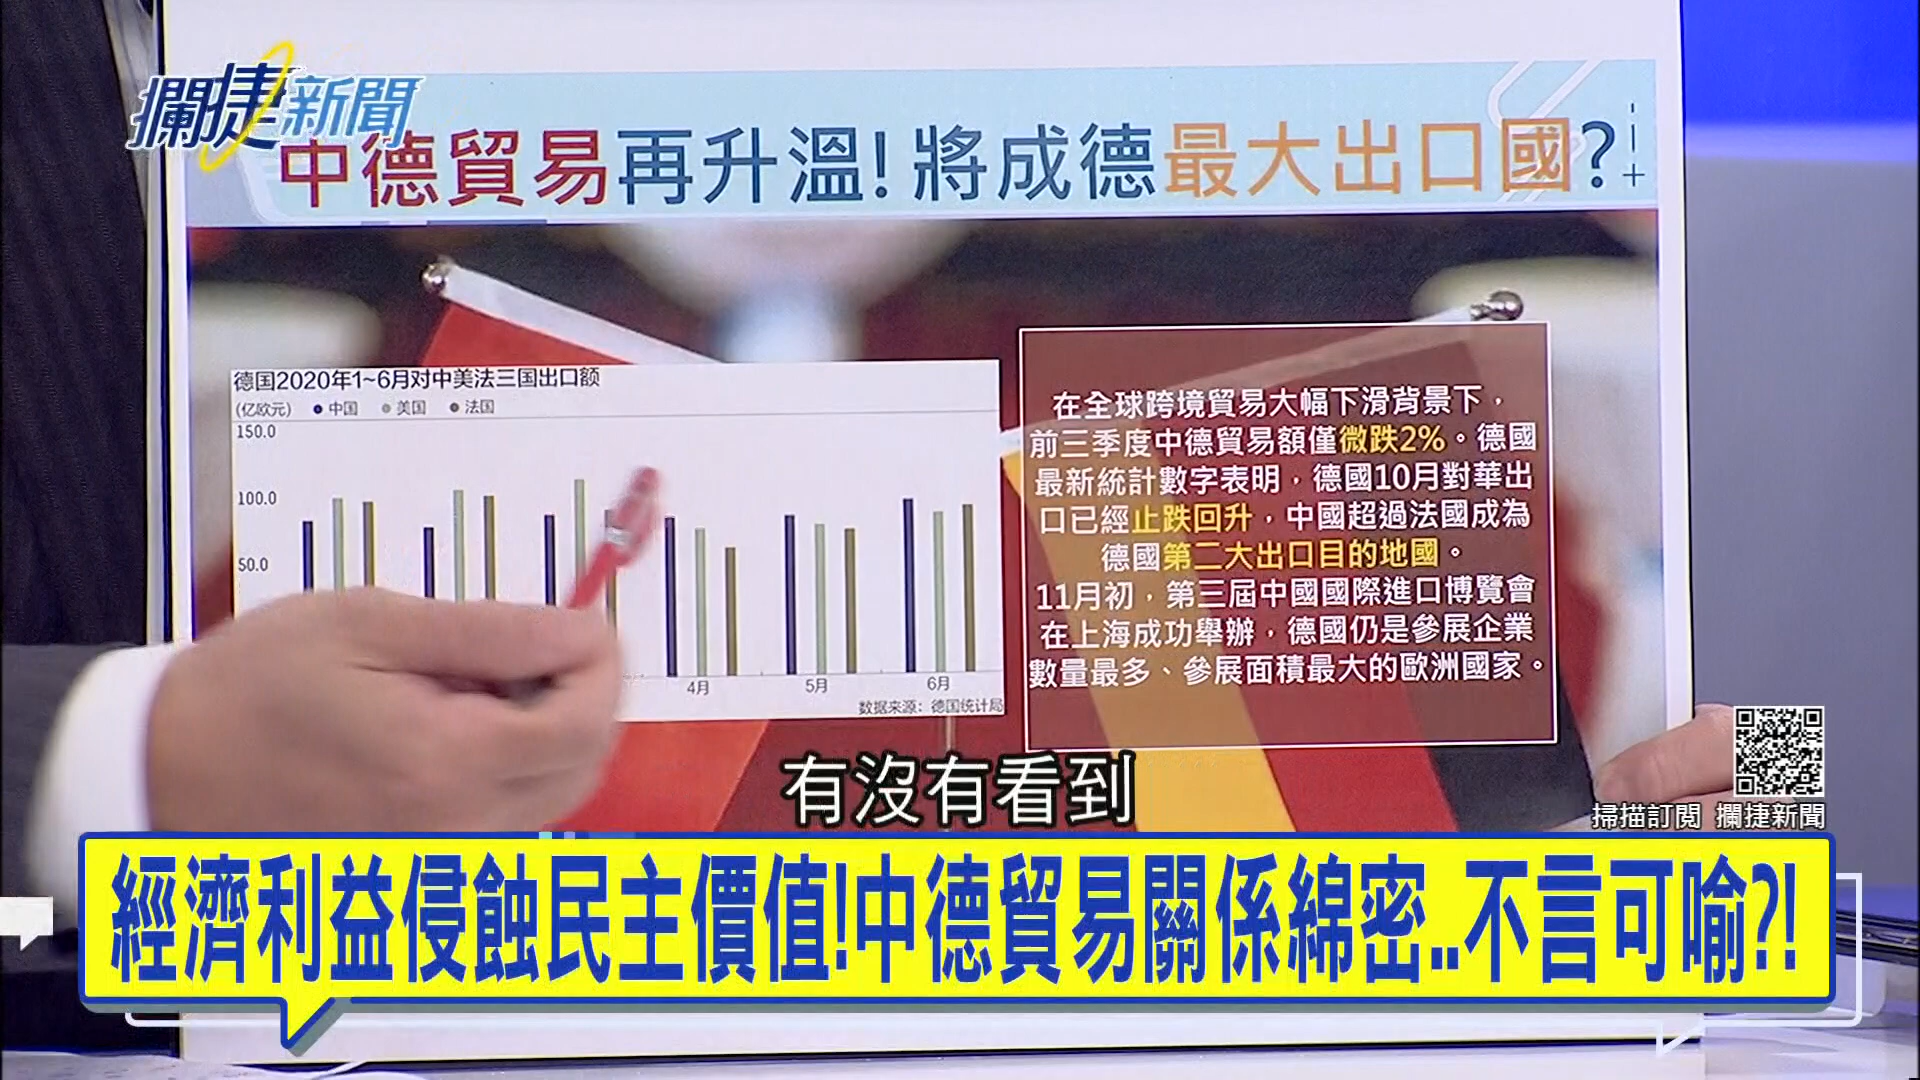 攔捷新聞
中德貿易再升溫!將成德最大出口國?
德国2020年1~6月对中美法三国出口额
(亿欧元) 中国 美国 法国
150.0
100.0
50.0
4月 5月 6月
数据来源：德国统计局
在全球跨境貿易大幅下滑背景下，
前三季度中德貿易額僅微跌2%。德國
最新統計數字表明，德國10月對華出
口已經止跌回升，中國超過法國成為
德國第二大出口目的地國。
11月初，第三屆中國國際進口博覽會
在上海成功舉辦，德國仍是參展企業
數量最多、參展面積最大的歐洲國家。
有沒有看到
掃描訂閱 攔捷新聞
經濟利益侵蝕民主價值!中德貿易關係綿密..不言可喻?!